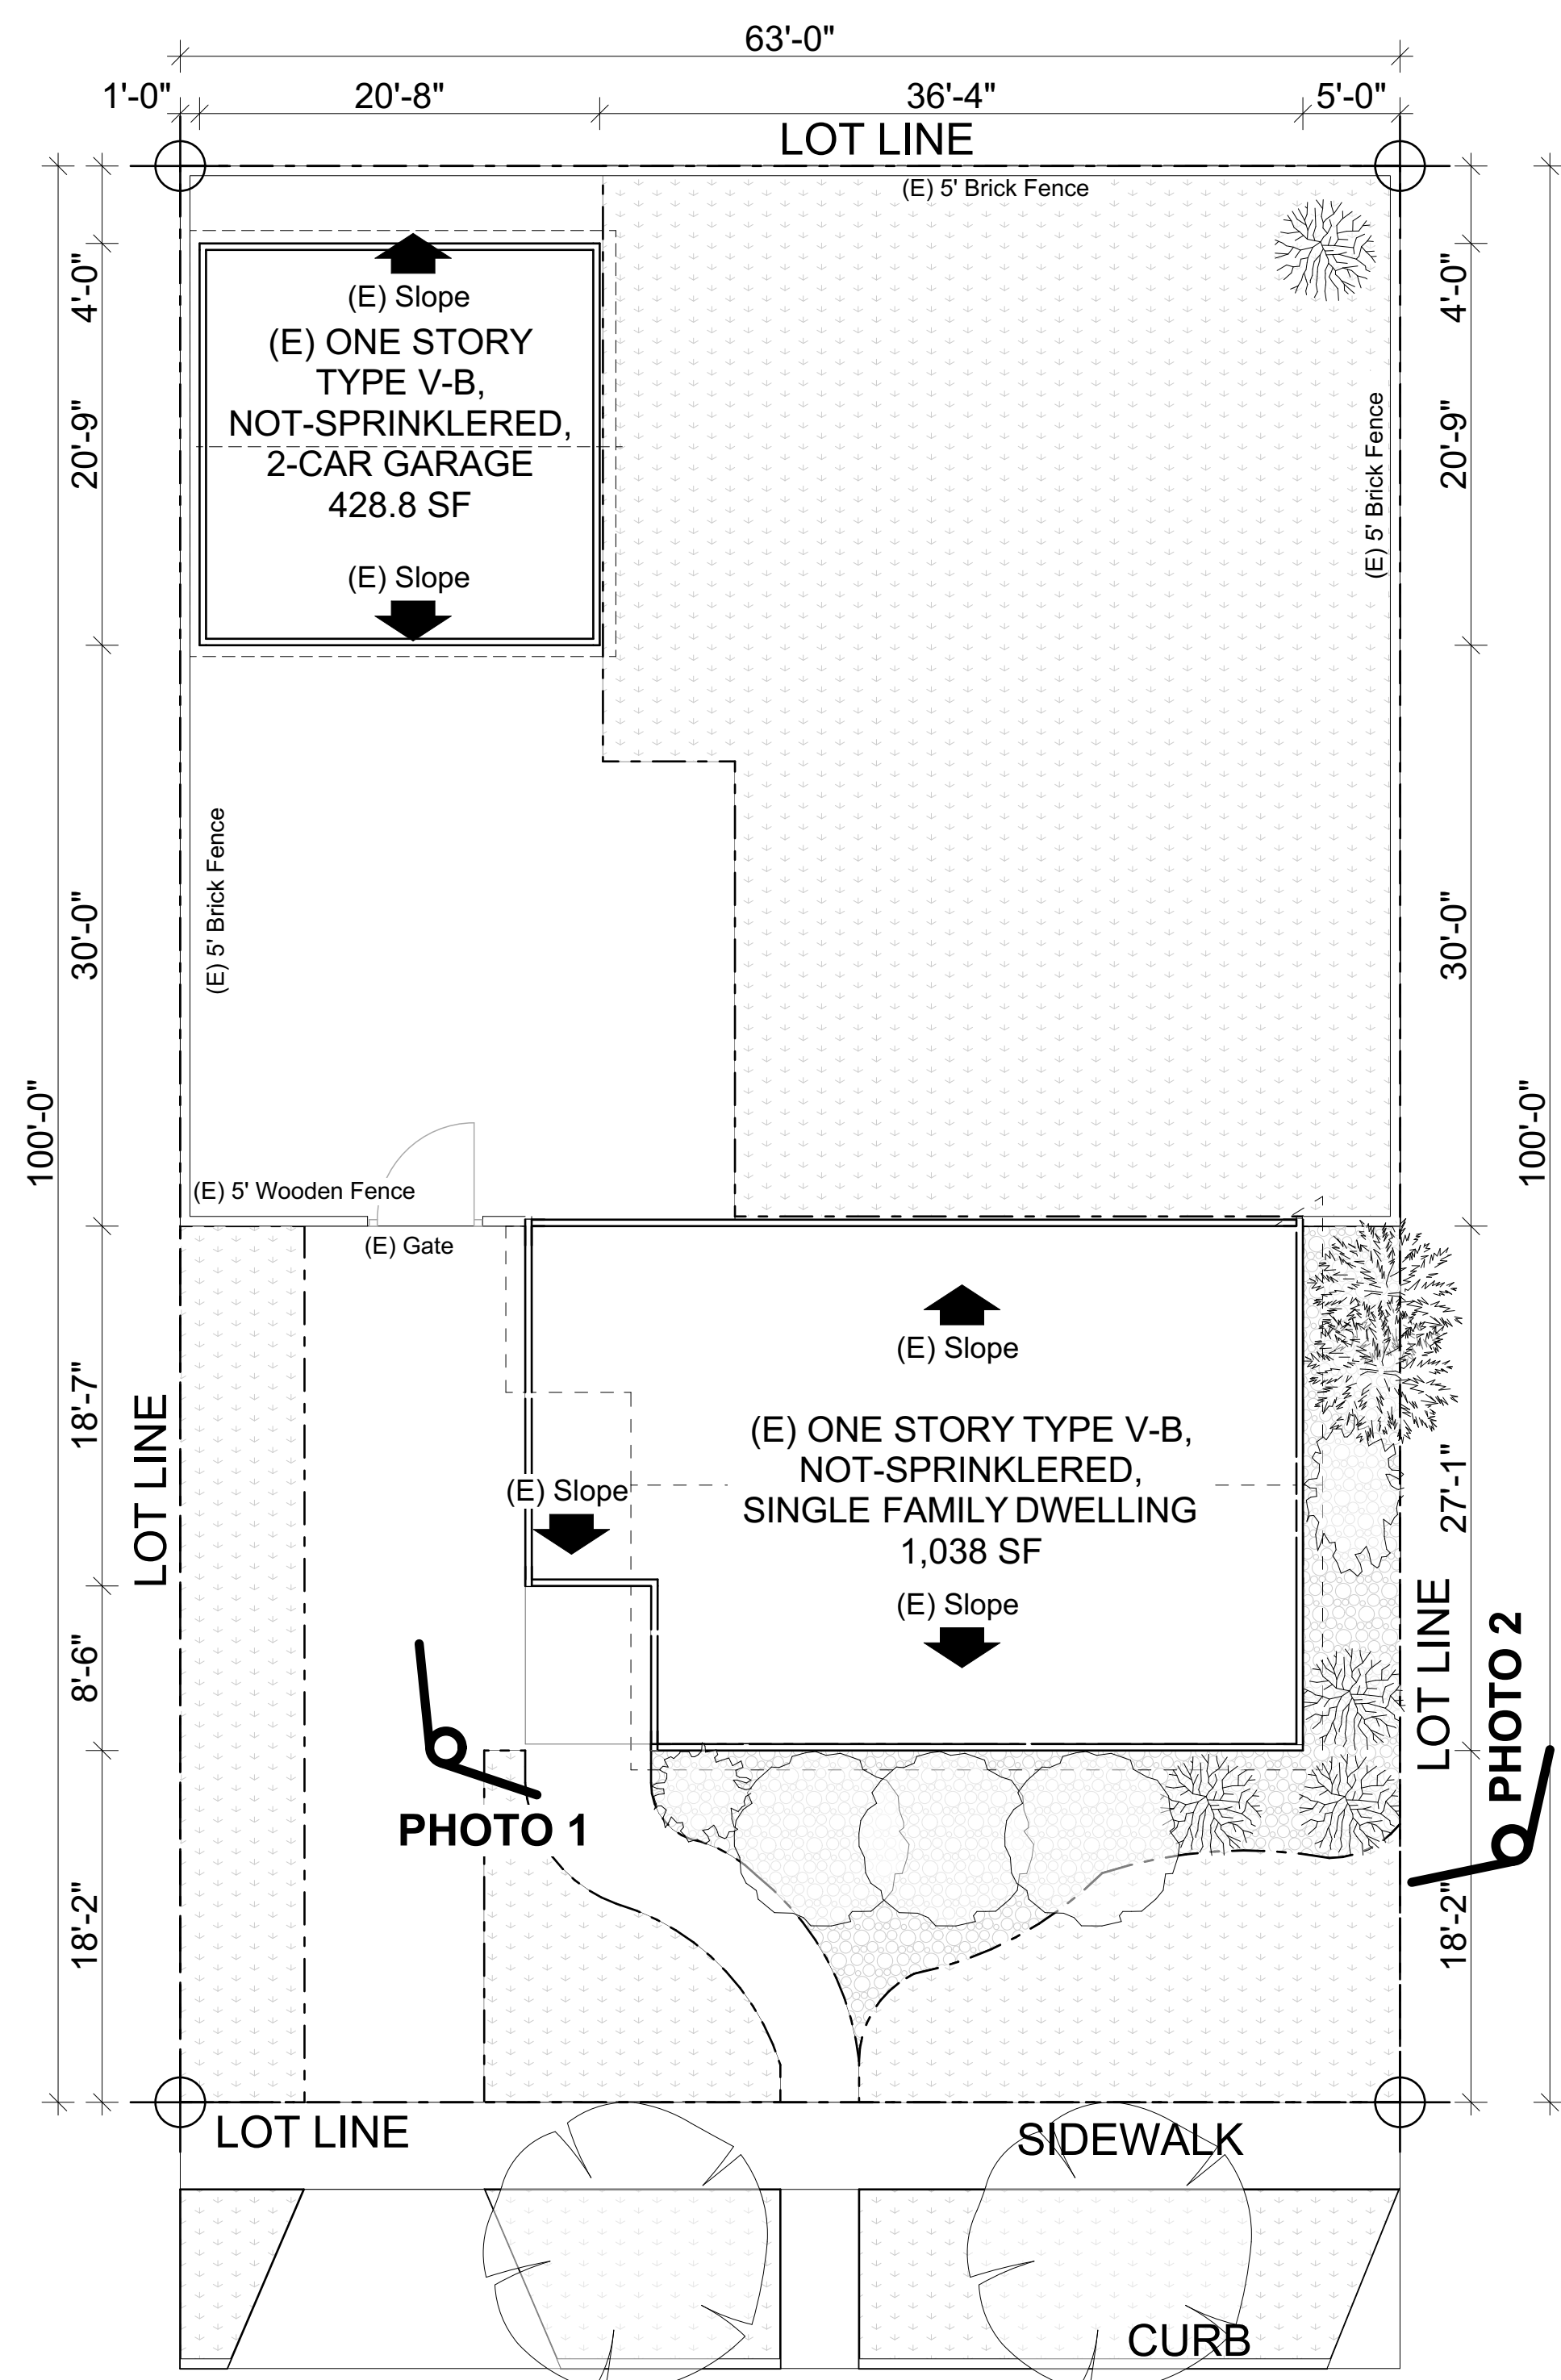 63'-0"
1'-0"
20'-8"
36'-4"
5'-0"
LOT LINE
(E) 5' Brick Fence
4'-0"
(E) Slope
4'-0"
(E) ONE STORY
TYPE V-B,
NOT-SPRINKLERED,
2-CAR GARAGE
428.8 SF
20'-9"
(E) 5' Brick Fence
20'-9"
(E) Slope
(E) 5' Brick Fence
30'-0"
30'-0"
100'-0"
100'-0"
(E) 5' Wooden Fence
(E) Gate
(E) Slope
18'-7"
LOT LINE
(E) ONE STORY TYPE V-B,
NOT-SPRINKLERED,
SINGLE FAMILY DWELLING
1,038 SF
(E) Slope
27'-1"
(E) Slope
8'-6"
LOT LINE
PHOTO 2
PHOTO 1
18'-2"
18'-2"
LOT LINE
SIDEWALK
CURB